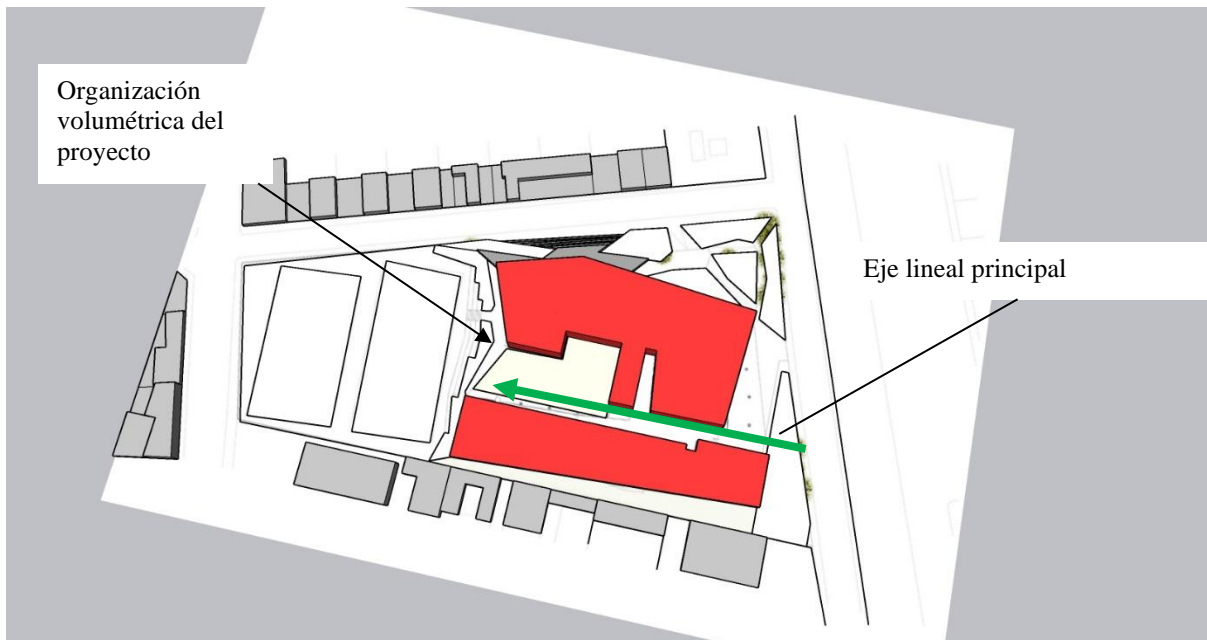 Organización
volumétrica del
proyecto
Eje lineal principal